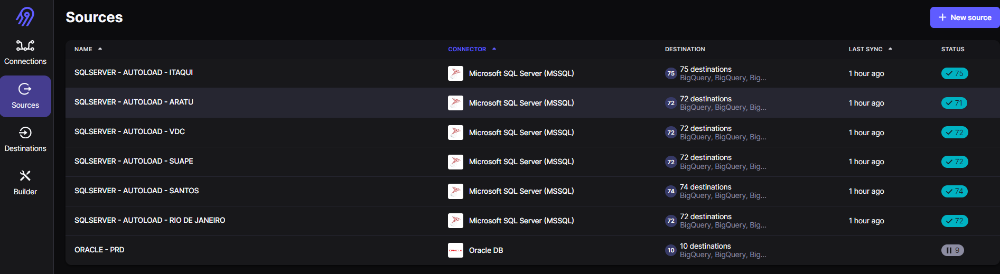 Sources
+ New source
Connections
Sources
Destinations
Builder
NAME CONNECTOR DESTINATION LAST SYNC STATUS
SQLSERVER - AUTOLOAD - ITAQUI Microsoft SQL Server (MSSQL) 75 75 destinations 1 hour ago 75
BigQuery, BigQuery, Big...
SQLSERVER - AUTOLOAD - ARATU Microsoft SQL Server (MSSQL) 72 72 destinations 1 hour ago 71
BigQuery, BigQuery, Big...
SQLSERVER - AUTOLOAD - VDC Microsoft SQL Server (MSSQL) 72 72 destinations 1 hour ago 72
BigQuery, BigQuery, Big...
SQLSERVER - AUTOLOAD - SUAPE Microsoft SQL Server (MSSQL) 72 72 destinations 1 hour ago 72
BigQuery, BigQuery, Big...
SQLSERVER - AUTOLOAD - SANTOS Microsoft SQL Server (MSSQL) 74 74 destinations 1 hour ago 74
BigQuery, BigQuery, Big...
SQLSERVER - AUTOLOAD - RIO DE JANEIRO Microsoft SQL Server (MSSQL) 72 72 destinations 1 hour ago 72
BigQuery, BigQuery, Big...
ORACLE - PRD ORACLE Oracle DB 10 10 destinations 9
BigQuery, BigQuery, Big...